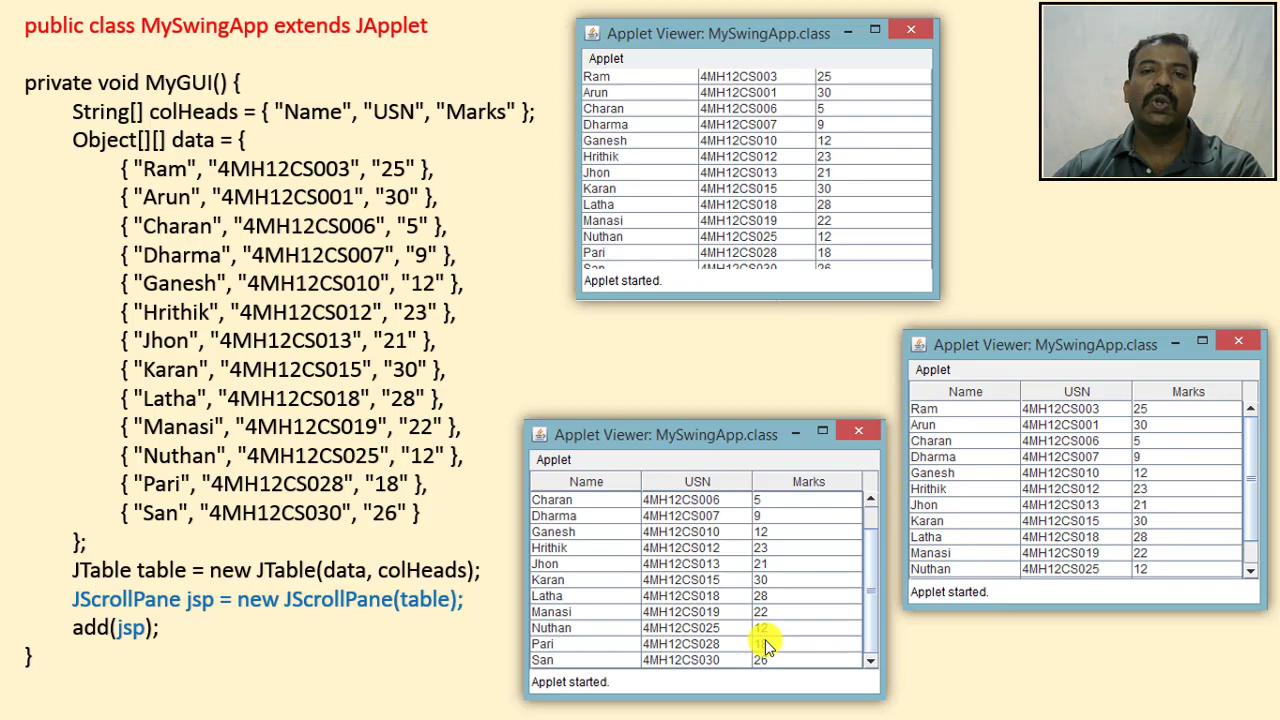 public class MySwingApp extends JApplet
private void MyGUI() {
String[] colHeads = { "Name", "USN", "Marks" };
Object[][] data = {
{ "Ram", "4MH12CS003", "25" },
{ "Arun", "4MH12CS001", "30" },
{ "Charan", "4MH12CS006", "5" },
{ "Dharma", "4MH12CS007", "9" },
{ "Ganesh", "4MH12CS010", "12" },
{ "Hrithik", "4MH12CS012", "23" },
{ "Jhon", "4MH12CS013", "21" },
{ "Karan", "4MH12CS015", "30" },
{ "Latha", "4MH12CS018", "28" },
{ "Manasi", "4MH12CS019", "22" },
{ "Nuthan", "4MH12CS025", "12" },
{ "Pari", "4MH12CS028", "18" },
{ "San", "4MH12CS030", "26" }
};
JTable table = new JTable(data, colHeads);
JScrollPane jsp = new JScrollPane(table);
add(jsp);
}
Applet Viewer: MySwingApp.class
Applet
Ram 4MH12CS003 25
Arun 4MH12CS001 30
Charan 4MH12CS006 5
Dharma 4MH12CS007 9
Ganesh 4MH12CS010 12
Hrithik 4MH12CS012 23
Jhon 4MH12CS013 21
Karan 4MH12CS015 30
Latha 4MH12CS018 28
Manasi 4MH12CS019 22
Nuthan 4MH12CS025 12
Pari 4MH12CS028 18
San 4MH12CS030 26
Applet started.
Applet Viewer: MySwingApp.class
Applet
Name USN Marks
Charan 4MH12CS006 5
Dharma 4MH12CS007 9
Ganesh 4MH12CS010 12
Hrithik 4MH12CS012 23
Jhon 4MH12CS013 21
Karan 4MH12CS015 30
Latha 4MH12CS018 28
Manasi 4MH12CS019 22
Nuthan 4MH12CS025 12
Pari 4MH12CS028 18
San 4MH12CS030 26
Applet started.
Applet Viewer: MySwingApp.class
Applet
Name USN Marks
Ram 4MH12CS003 25
Arun 4MH12CS001 30
Charan 4MH12CS006 5
Dharma 4MH12CS007 9
Ganesh 4MH12CS010 12
Hrithik 4MH12CS012 23
Jhon 4MH12CS013 21
Karan 4MH12CS015 30
Latha 4MH12CS018 28
Manasi 4MH12CS019 22
Nuthan 4MH12CS025 12
Applet started.